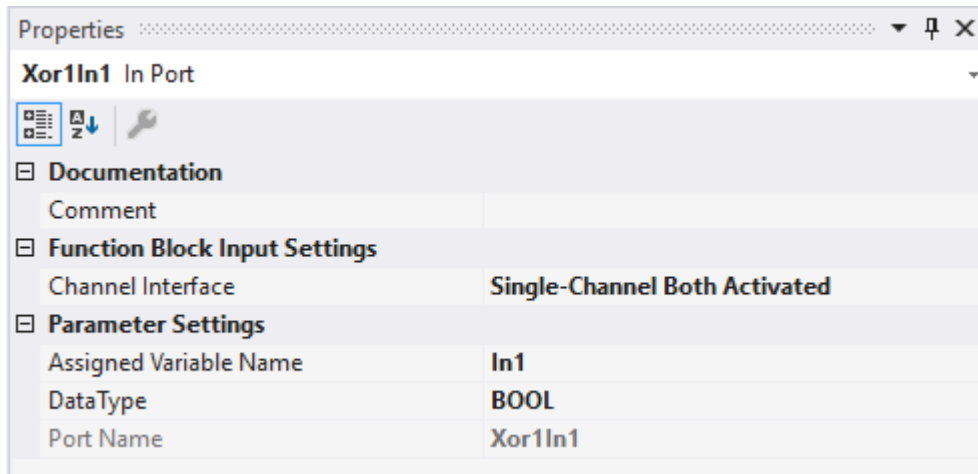 Properties
Xor1In1 In Port
Documentation
Comment
Function Block Input Settings
Channel Interface Single-Channel Both Activated
Parameter Settings
Assigned Variable Name In1
DataType BOOL
Port Name Xor1In1